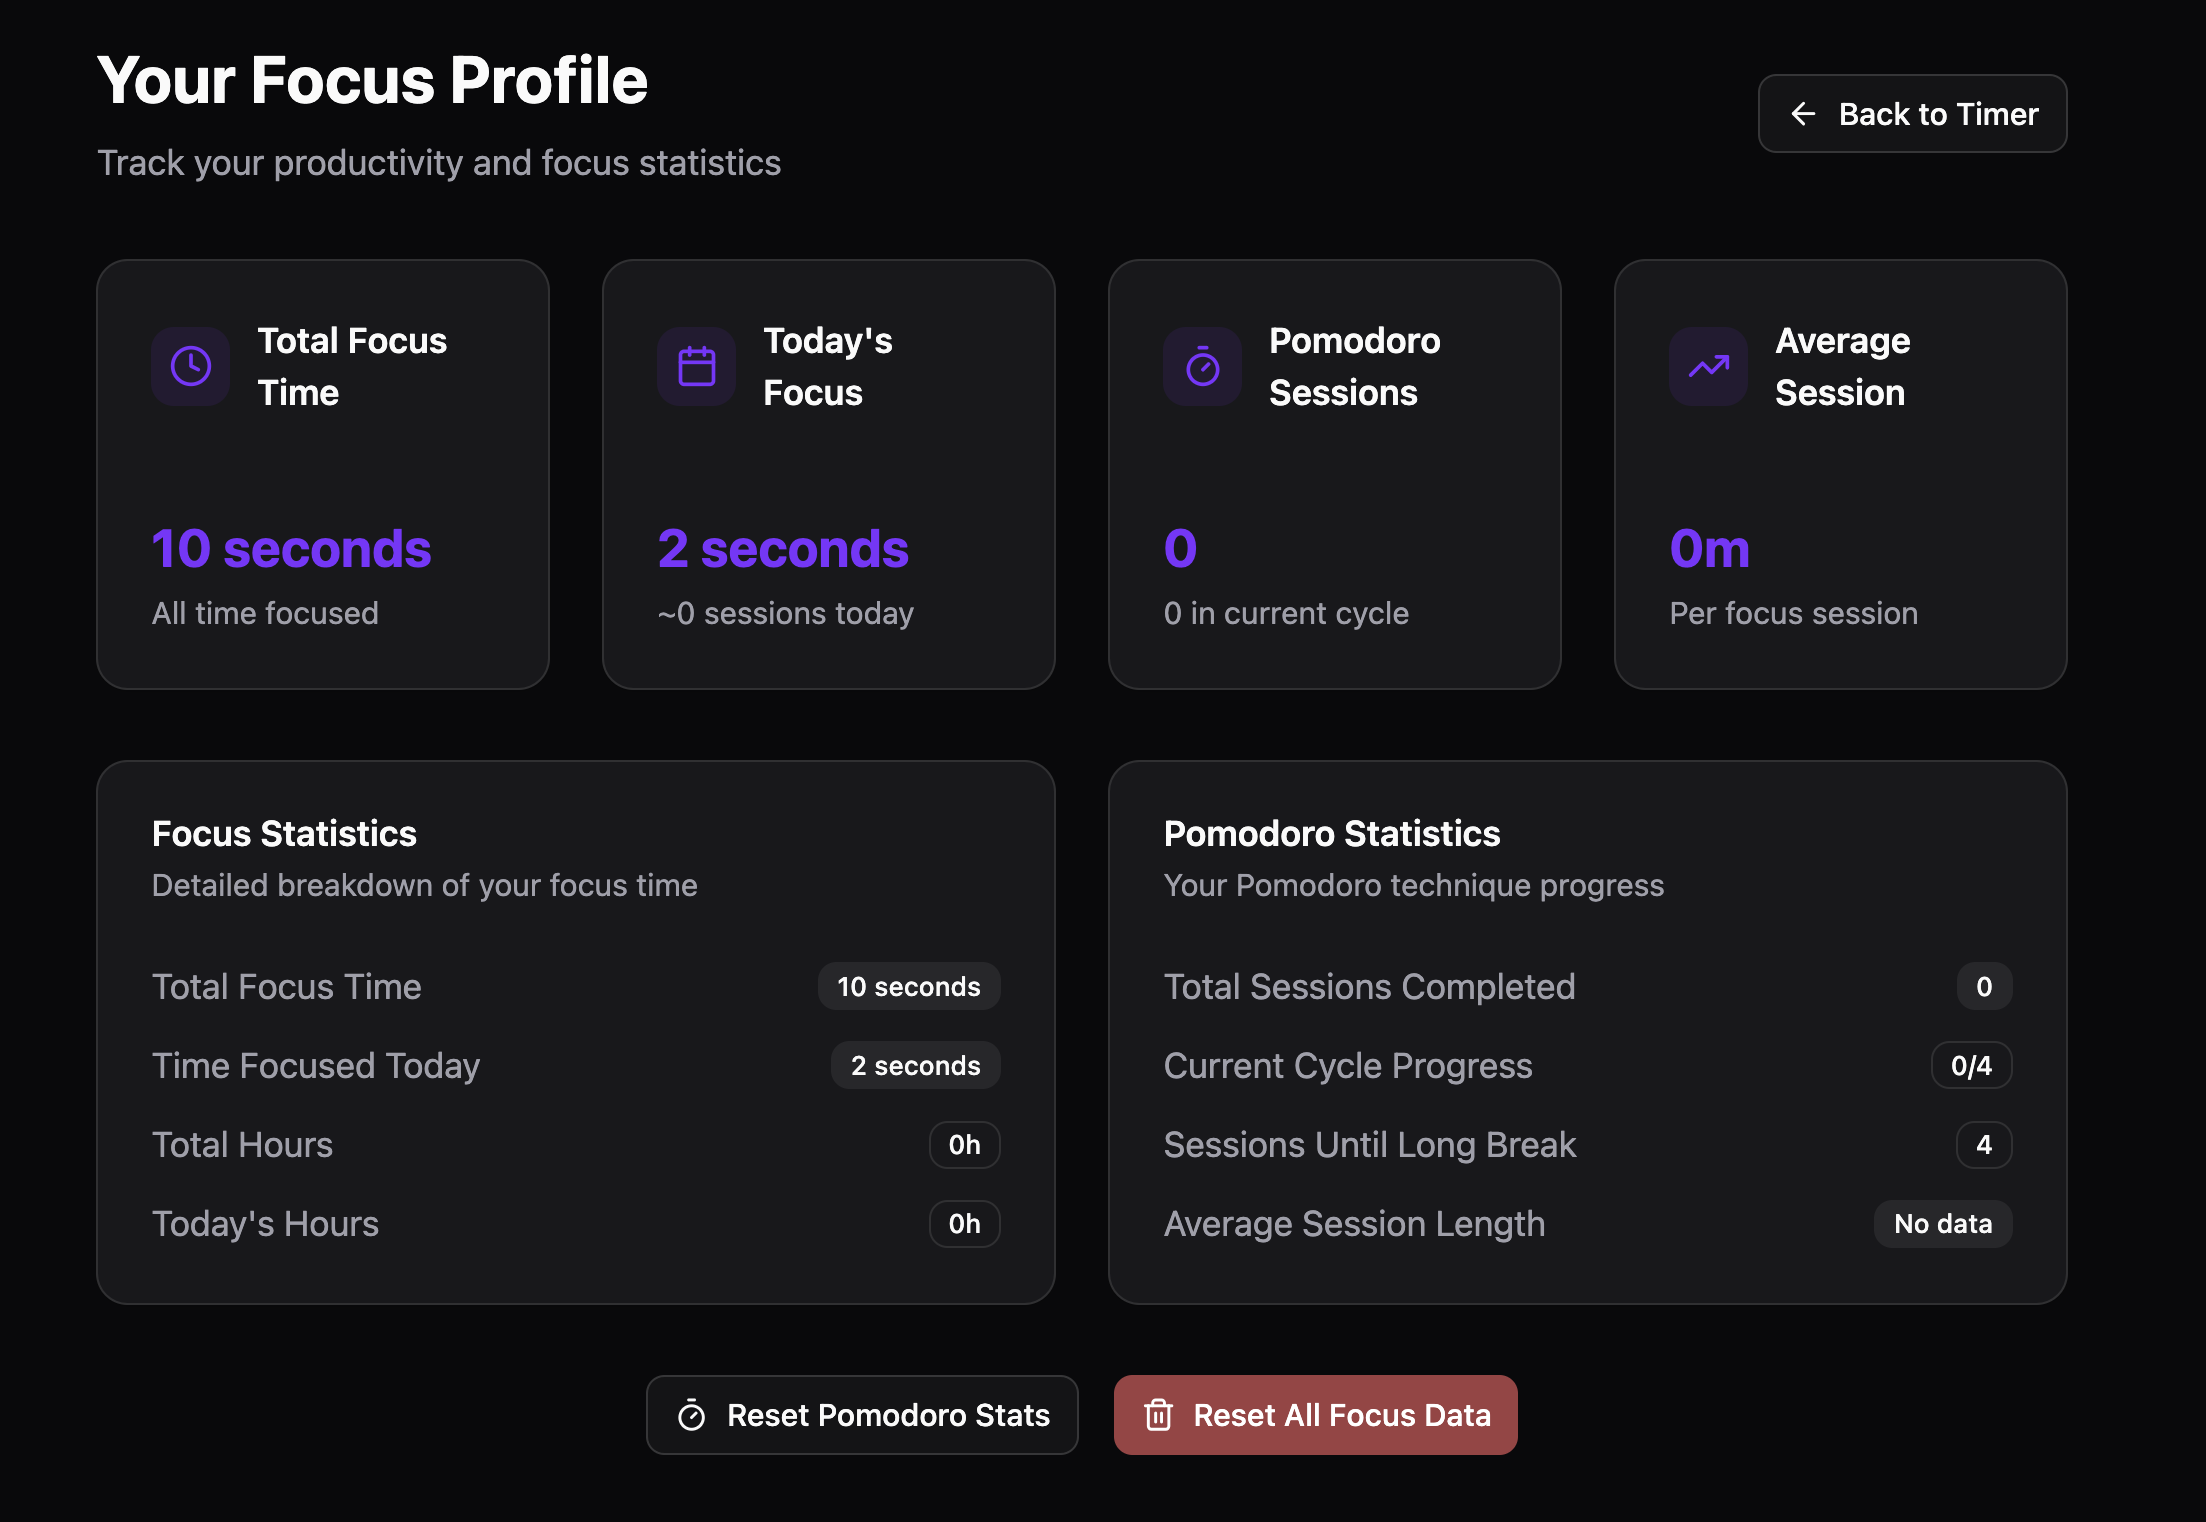 Your Focus Profile
Track your productivity and focus statistics
Back to Timer
Total Focus
Time
10 seconds
All time focused
Today's
Focus
2 seconds
~0 sessions today
Pomodoro
Sessions
0
0 in current cycle
Average
Session
0m
Per focus session
Focus Statistics
Detailed breakdown of your focus time
Total Focus Time 10 seconds
Time Focused Today 2 seconds
Total Hours 0h
Today's Hours 0h
Pomodoro Statistics
Your Pomodoro technique progress
Total Sessions Completed 0
Current Cycle Progress 0/4
Sessions Until Long Break 4
Average Session Length No data
Reset Pomodoro Stats
Reset All Focus Data